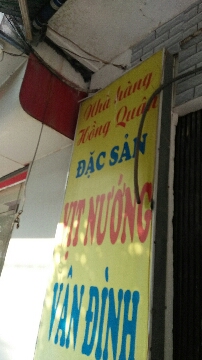 Nhà hàng
Hồng Quân
ĐẶC SẢN
VỊT NƯỚNG
VÂN ĐÌNH